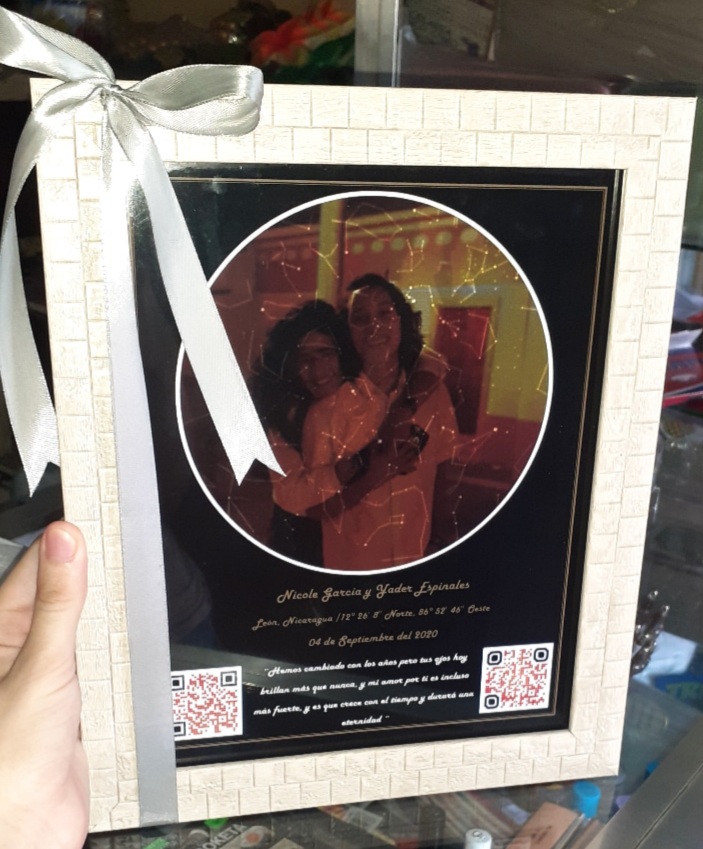 Nicole García y Yader Espinales
León, Nicaragua /12° 26' 8" Norte, 86° 52' 46" Oeste
04 de Septiembre del 2020
"Hemos cambiado con los años pero tus ojos hoy
brillan más que nunca, y mi amor por ti es incluso
más fuerte, y es que crece con el tiempo y durará una
eternidad "